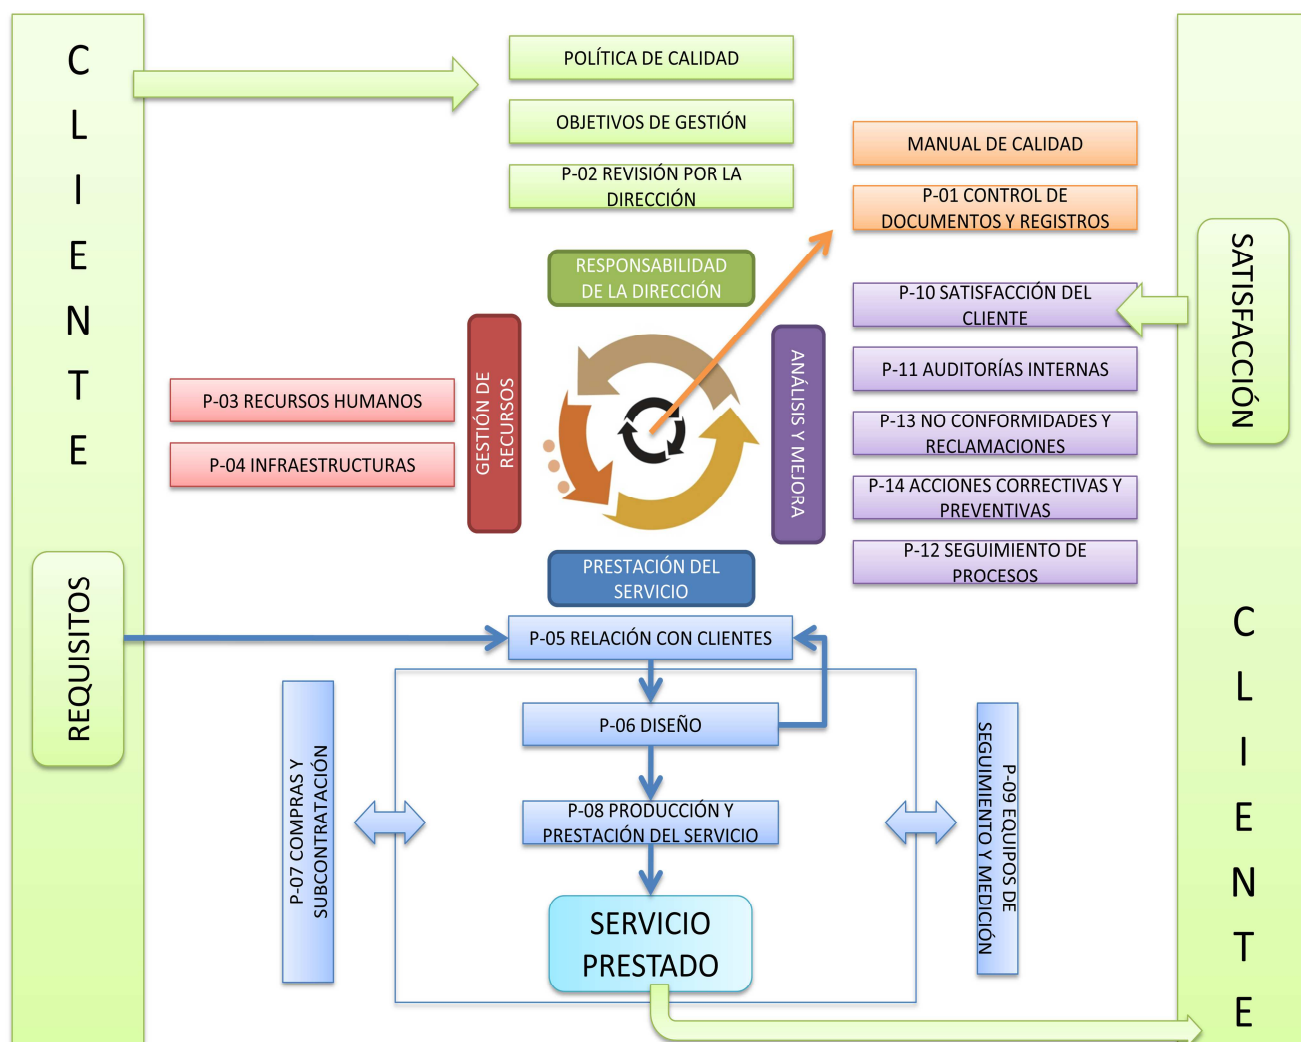 CLIENTE
POLÍTICA DE CALIDAD
OBJETIVOS DE GESTIÓN
P-02 REVISIÓN POR LA
DIRECCIÓN
MANUAL DE CALIDAD
P-01 CONTROL DE
DOCUMENTOS Y REGISTROS
RESPONSABILIDAD
DE LA DIRECCIÓN
SATISFACCIÓN
P-10 SATISFACCIÓN DEL
CLIENTE
P-11 AUDITORÍAS INTERNAS
P-13 NO CONFORMIDADES Y
RECLAMACIONES
P-14 ACCIONES CORRECTIVAS Y
PREVENTIVAS
P-12 SEGUIMIENTO DE
PROCESOS
ANÁLISIS Y MEJORA
GESTIÓN DE
RECURSOS
P-03 RECURSOS HUMANOS
P-04 INFRAESTRUCTURAS
PRESTACIÓN DEL
SERVICIO
REQUISITOS
P-05 RELACIÓN CON CLIENTES
P-06 DISEÑO
P-08 PRODUCCIÓN Y
PRESTACIÓN DEL SERVICIO
P-07 COMPRAS Y
SUBCONTRATACIÓN
P-09 EQUIPOS DE
SEGUIMIENTO Y MEDICIÓN
SERVICIO
PRESTADO
CLIENTE